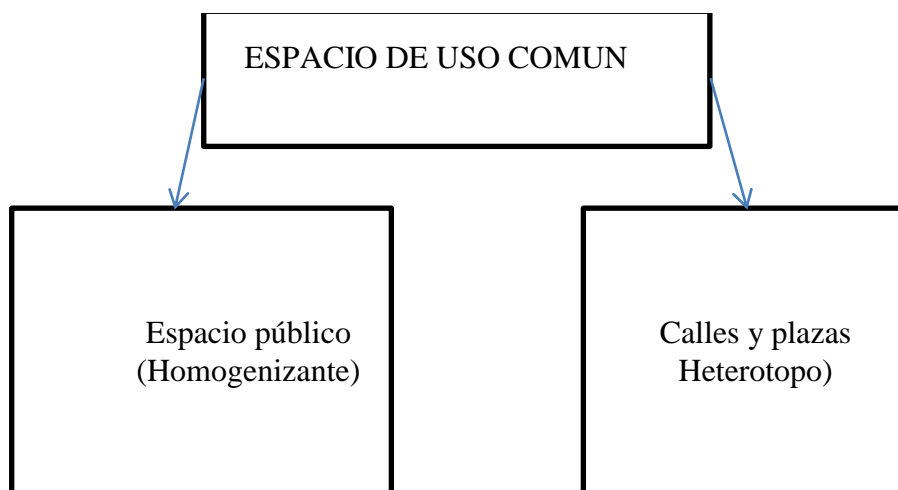 ESPACIO DE USO COMUN
Espacio público
(Homogenizante)
Calles y plazas
Heterotopo)